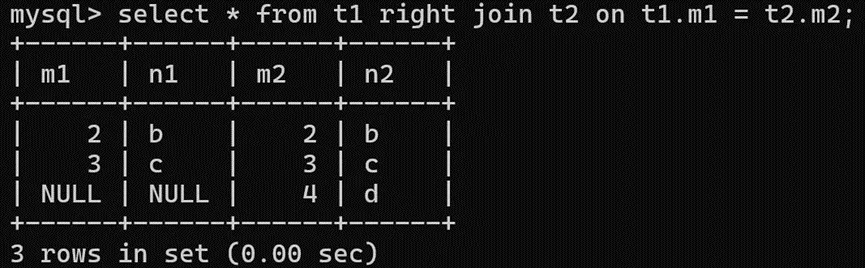 mysql> select * from t1 right join t2 on t1.m1 = t2.m2;
+------+------+------+------+
| m1   | n1   | m2   | n2   |
+------+------+------+------+
|    2 | b    |    2 | b    |
|    3 | c    |    3 | c    |
| NULL | NULL |    4 | d    |
+------+------+------+------+
3 rows in set (0.00 sec)